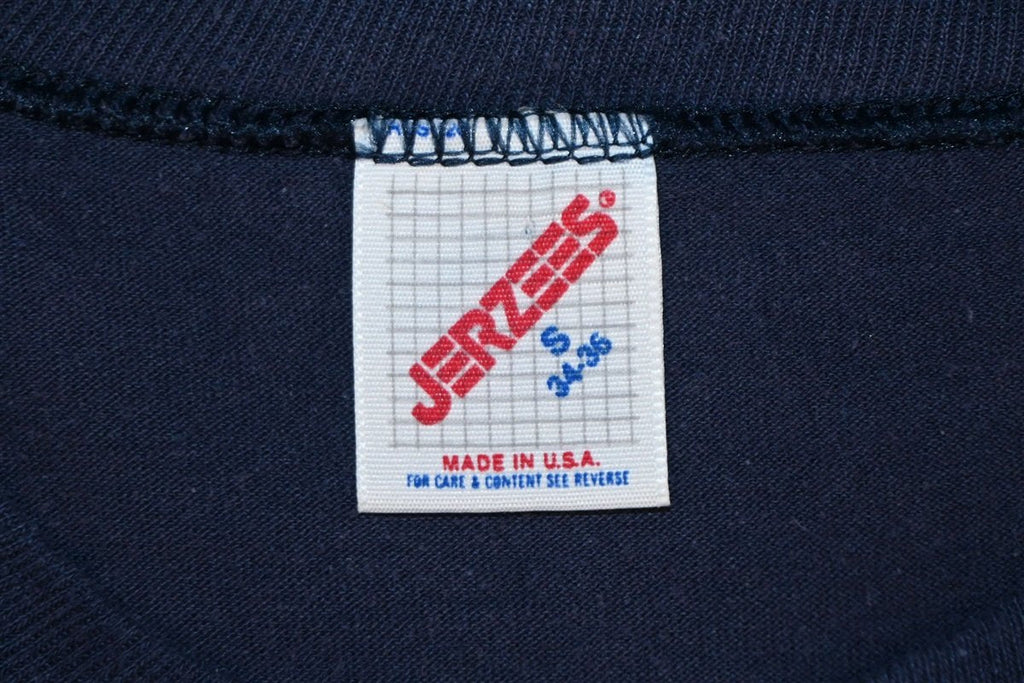 JERZEES®
S
34-36
MADE IN U.S.A.
FOR CARE & CONTENT SEE REVERSE